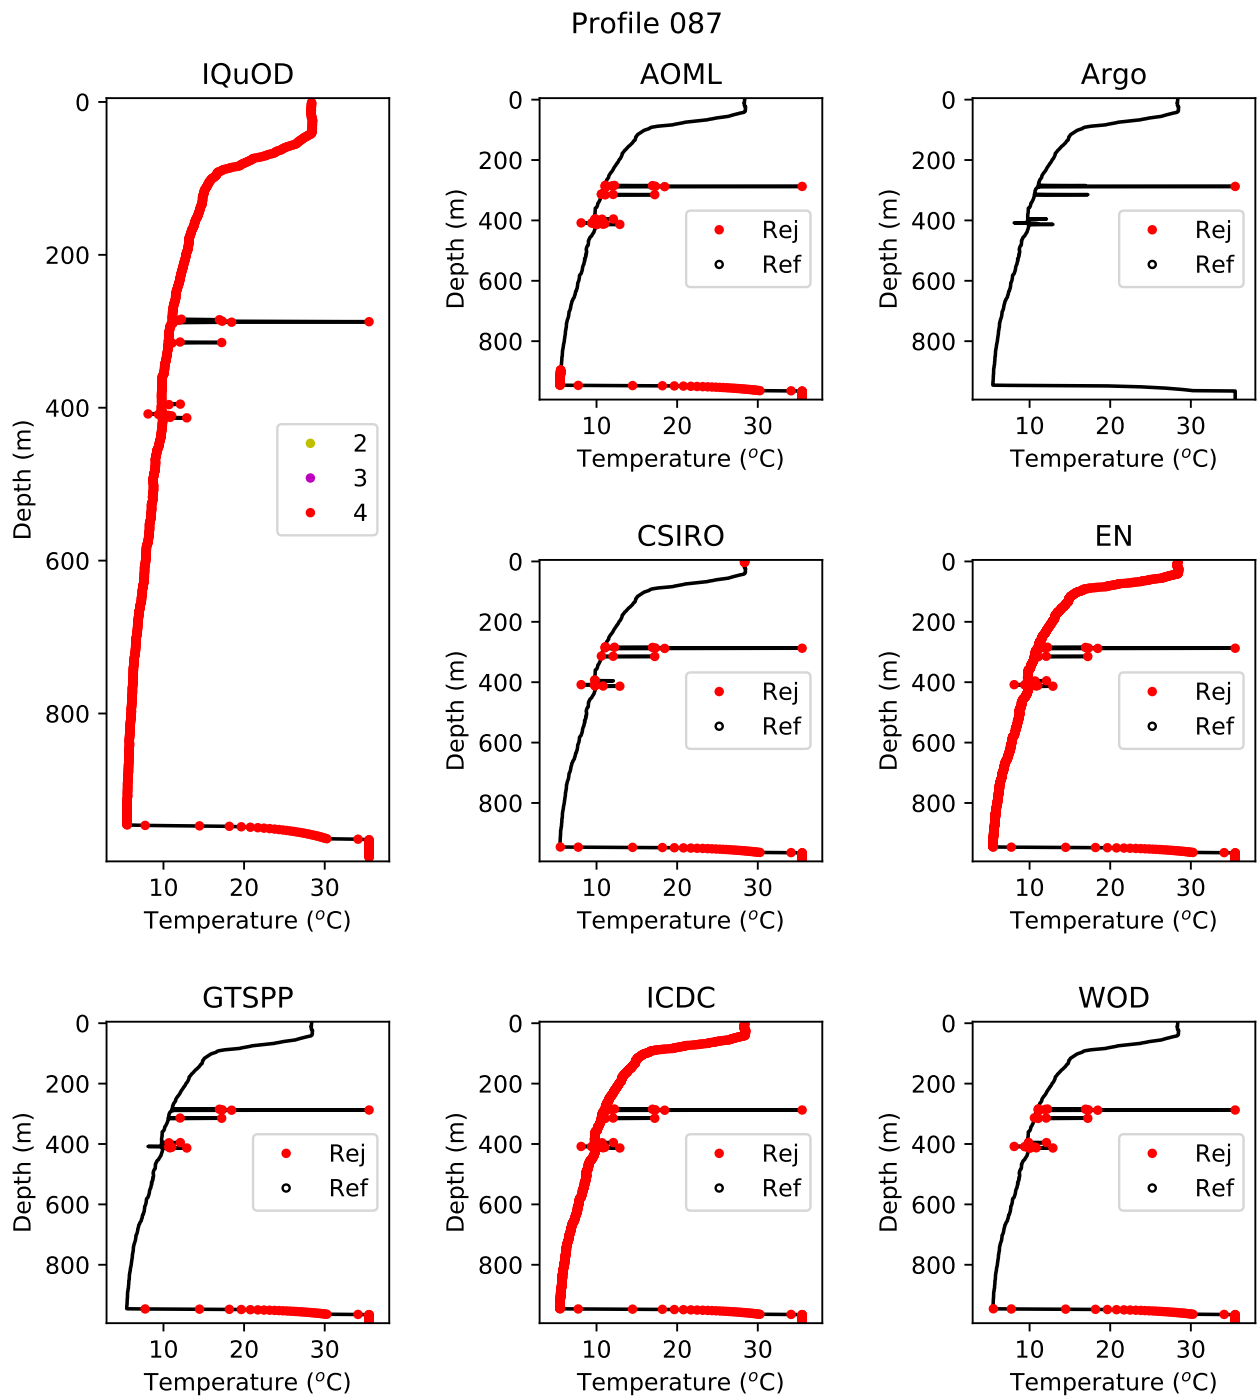 Profile 087
IQuOD
0
200
400
600
800
10 20 30
Depth (m)
Temperature (°C)
2
3
4
AOML
0
200
400
600
800
10 20 30
Depth (m)
Temperature (°C)
Rej
Ref
Argo
0
200
400
600
800
10 20 30
Depth (m)
Temperature (°C)
Rej
Ref
CSIRO
0
200
400
600
800
10 20 30
Depth (m)
Temperature (°C)
Rej
Ref
EN
0
200
400
600
800
10 20 30
Depth (m)
Temperature (°C)
Rej
Ref
GTSPP
0
200
400
600
800
10 20 30
Depth (m)
Temperature (°C)
Rej
Ref
ICDC
0
200
400
600
800
10 20 30
Depth (m)
Temperature (°C)
Rej
Ref
WOD
0
200
400
600
800
10 20 30
Depth (m)
Temperature (°C)
Rej
Ref